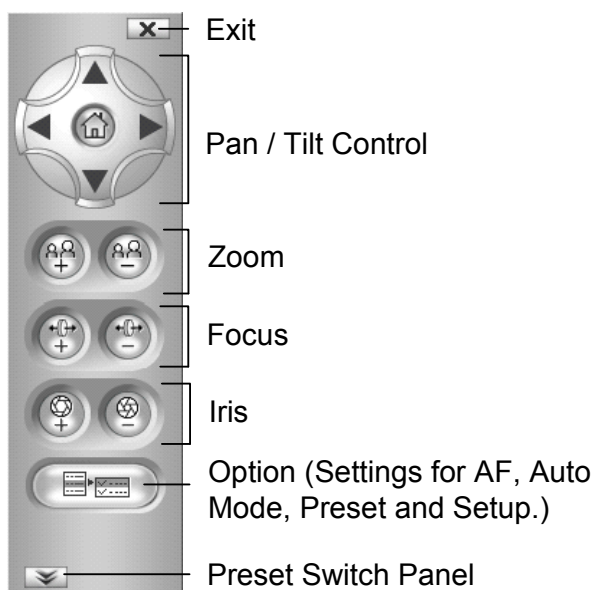 Exit
Pan / Tilt Control
Zoom
Focus
Iris
Option (Settings for AF, Auto
Mode, Preset and Setup.)
Preset Switch Panel